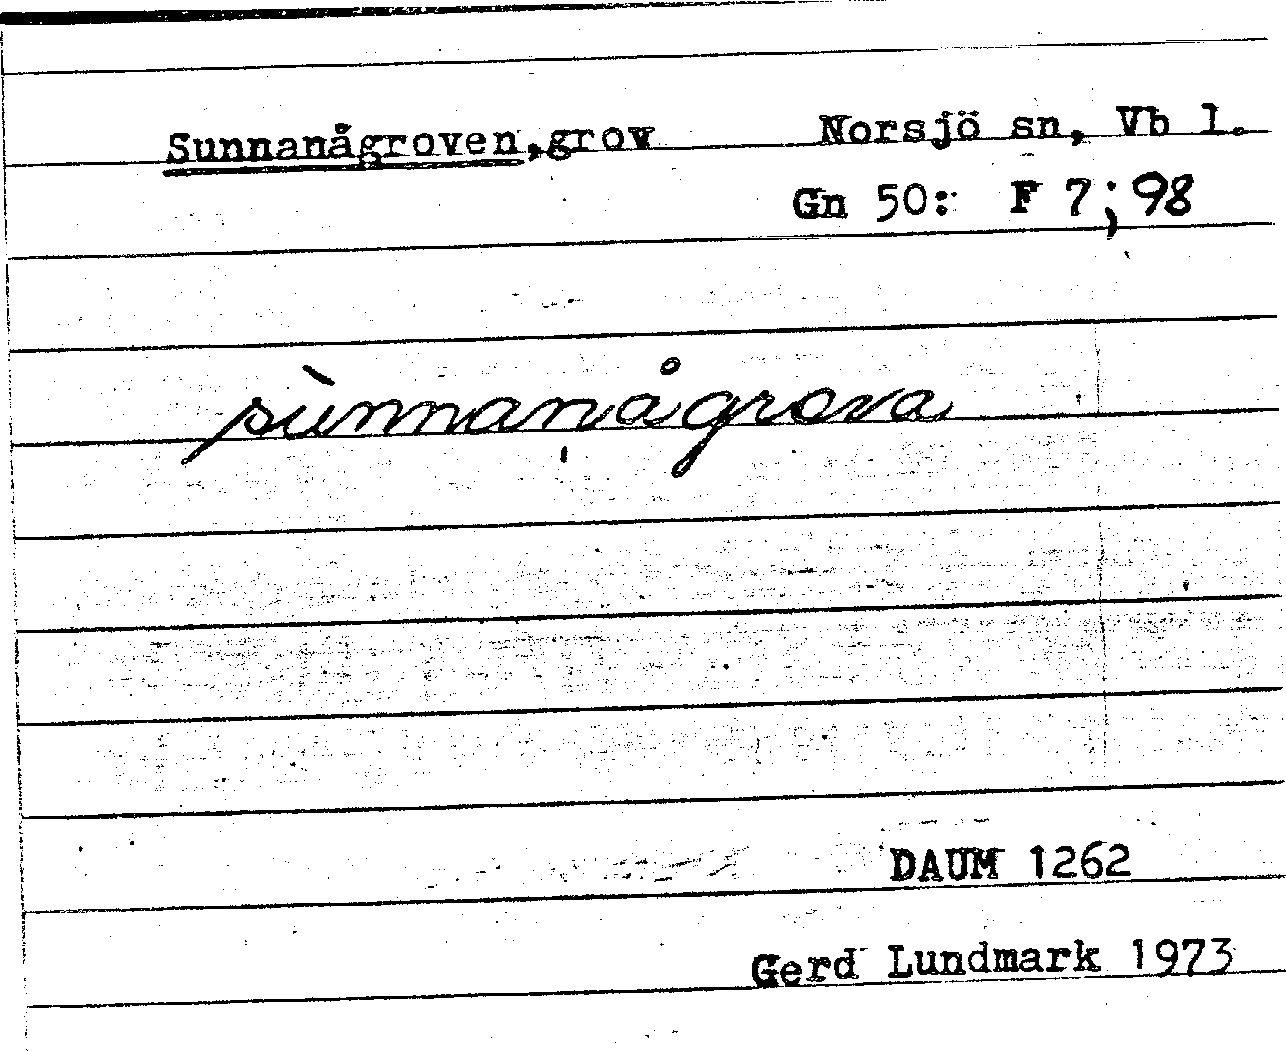 Sunnanågroven,grov Norsjö sn, Vb l.
Gn 50: F 7; 98
sùnnanågrova
DAUM 1262
Gerd Lundmark 1973